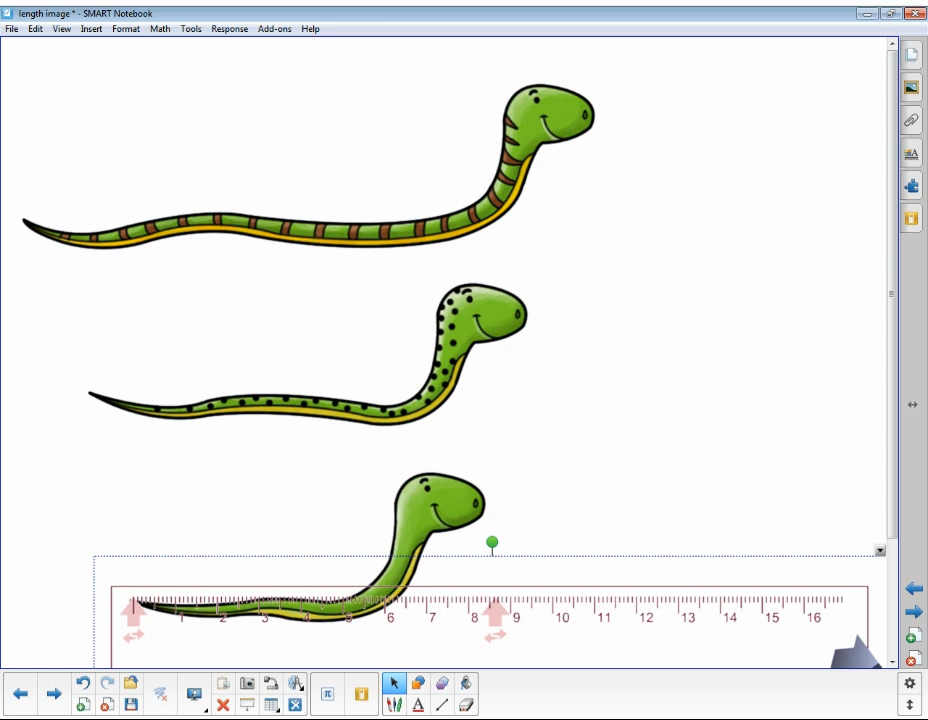 length image * - SMART Notebook
File Edit View Insert Format Math Tools Response Add-ons Help
1 2 3 4 5 6 7 8 9 10 11 12 13 14 15 16
π
A